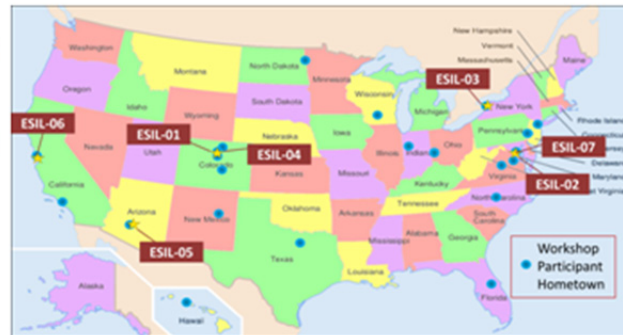 New Hampshire
Vermont
Massachusetts
Maine
Washington
Montana
North Dakota
Minnesota
ESIL-03
Oregon
Idaho
South Dakota
Wisconsin
Michigan
New York
Rhode Island
ESIL-06
ESIL-01
Wyoming
ESIL-04
Nebraska
Iowa
Pennsylvania
ESIL-07
Nevada
Utah
Colorado
Illinois
Indiana
Ohio
Delaware
California
Kansas
Missouri
Virginia
Maryland
ESIL-02
Kentucky
West Virginia
Arizona
New Mexico
Oklahoma
Arkansas
Tennessee
North Carolina
South
Carolina
ESIL-05
Texas
Mississippi
Alabama
Georgia
Louisiana
Florida
Alaska
Hawaii
Workshop
Participant
Hometown